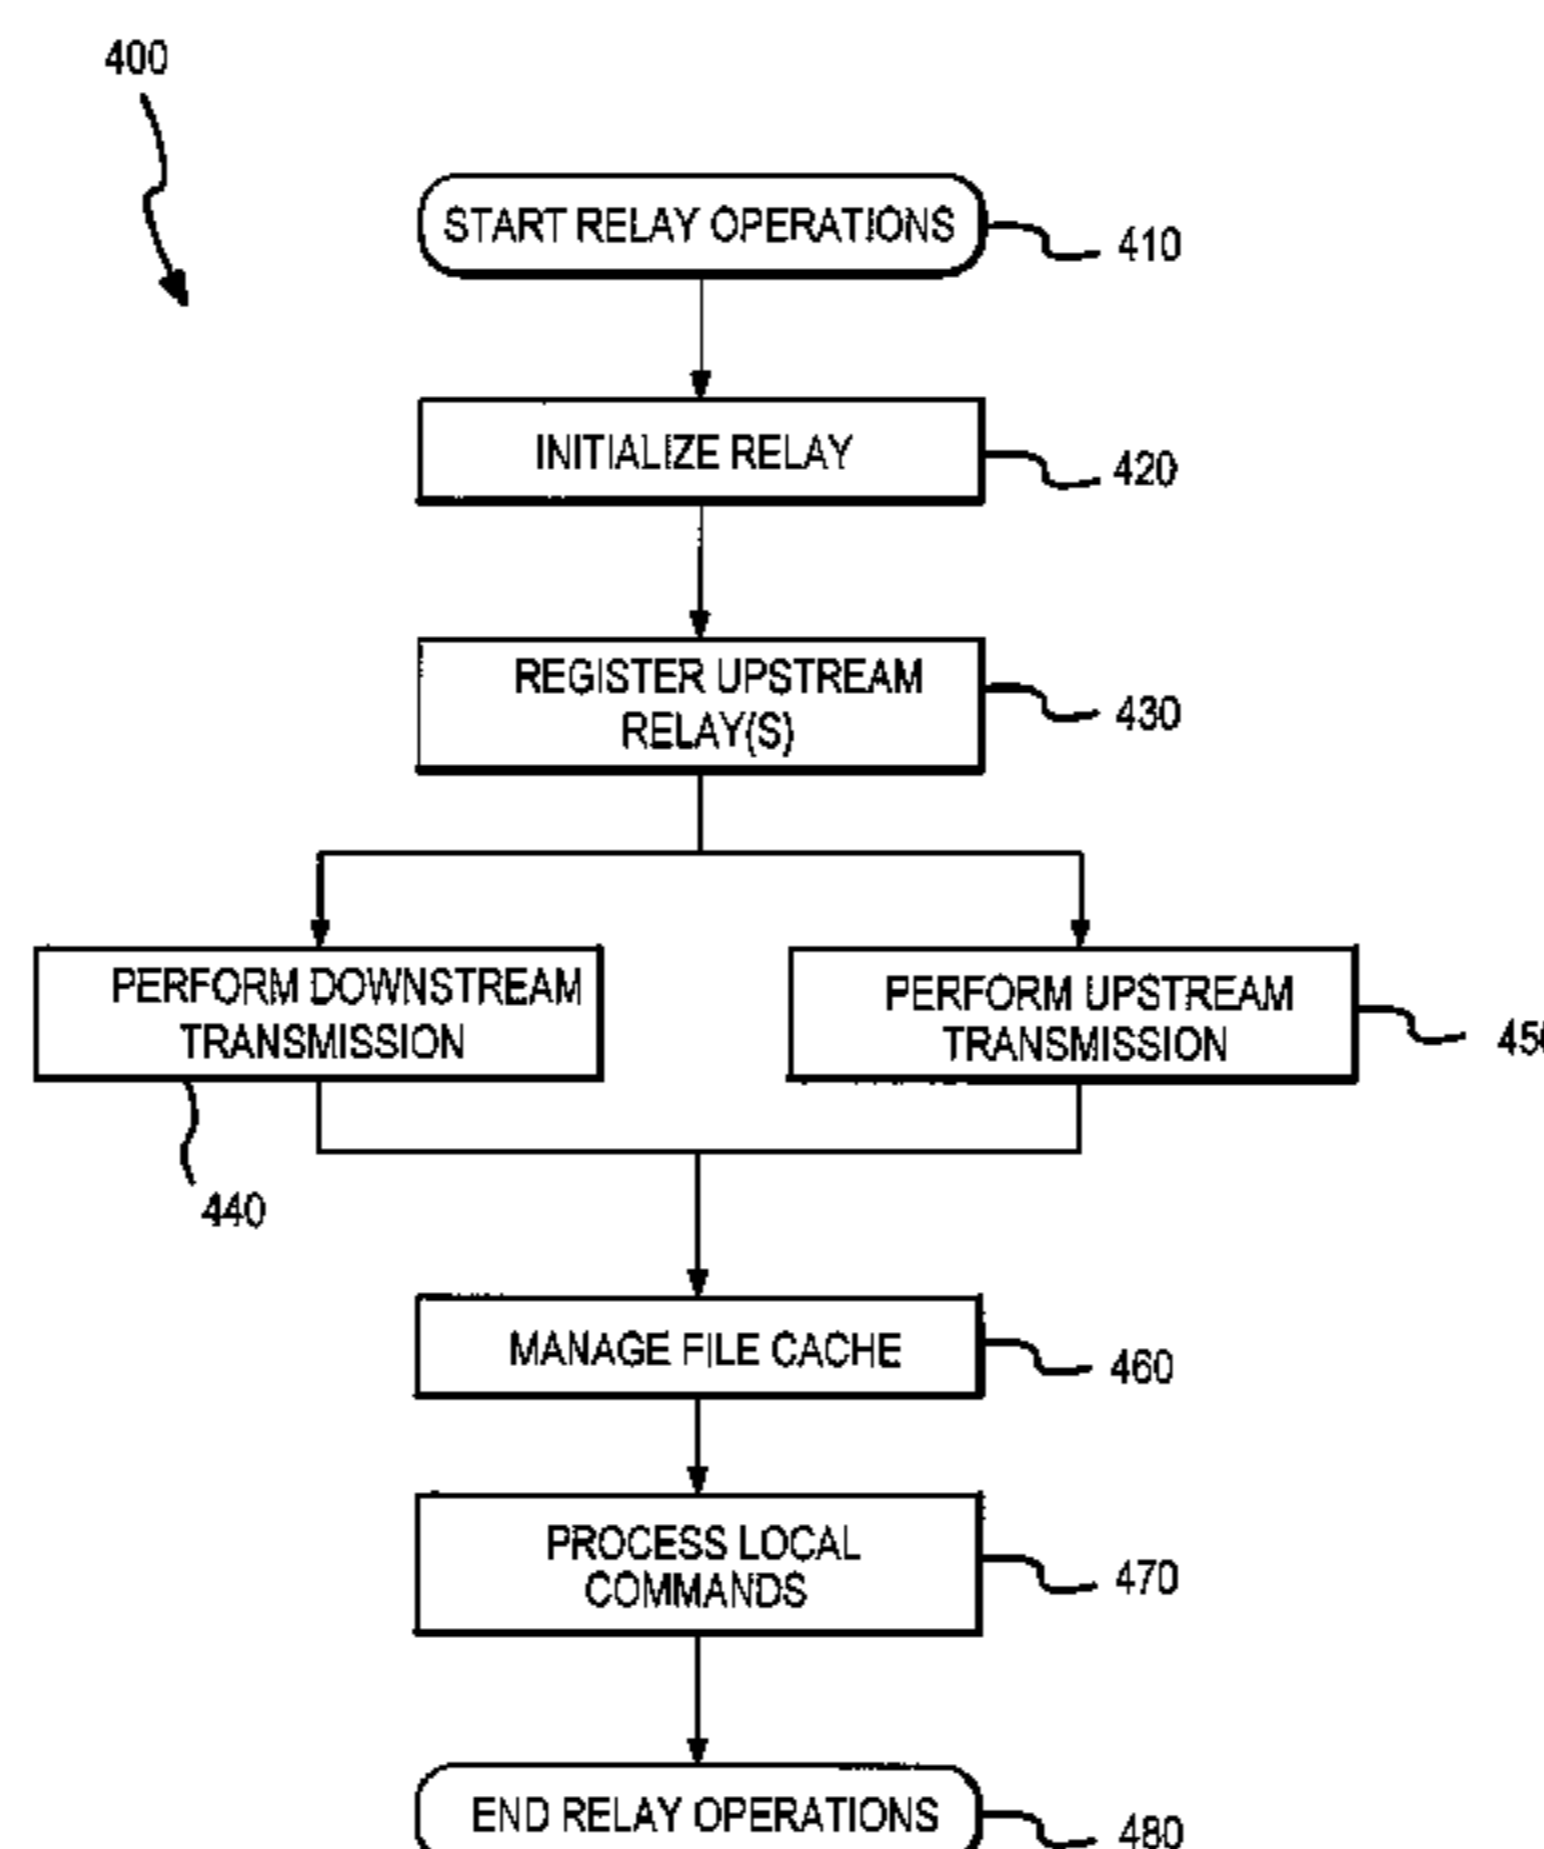 400
START RELAY OPERATIONS
410
INITIALIZE RELAY
420
REGISTER UPSTREAM
RELAY(S)
430
PERFORM DOWNSTREAM
TRANSMISSION
PERFORM UPSTREAM
TRANSMISSION
450
440
MANAGE FILE CACHE
460
PROCESS LOCAL
COMMANDS
470
END RELAY OPERATIONS
480